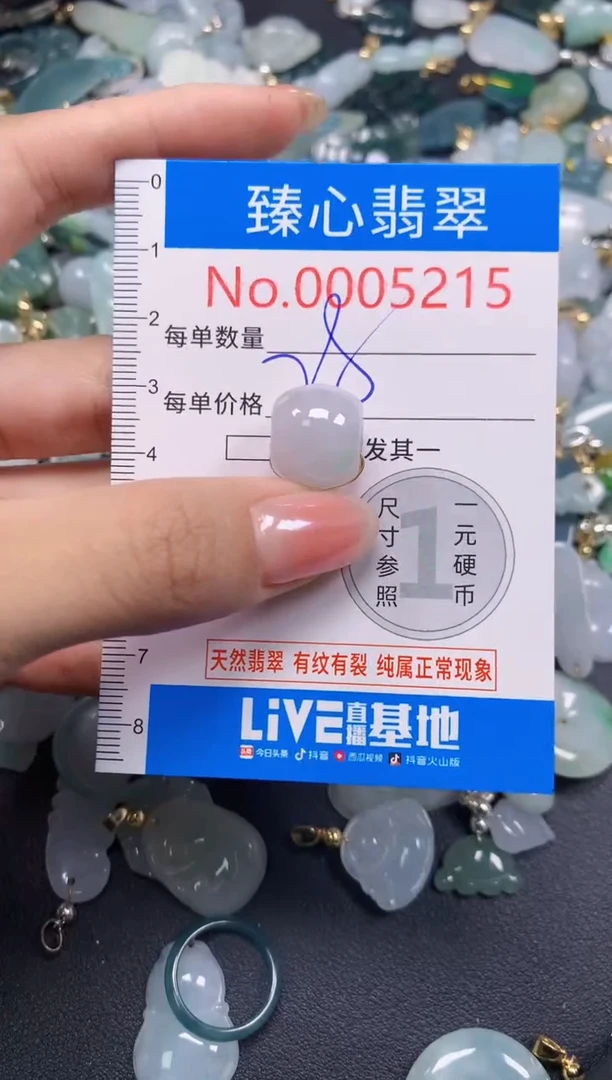 0
臻心翡翠
1
No.0005215
2
每单数量
3
每单价格
4
发其一
尺寸参照
1
一元硬币
7
天然翡翠 有纹有裂 纯属正常现象
8
LiVE直播基地
头条 今日头条 抖音 西瓜视频 抖音火山版